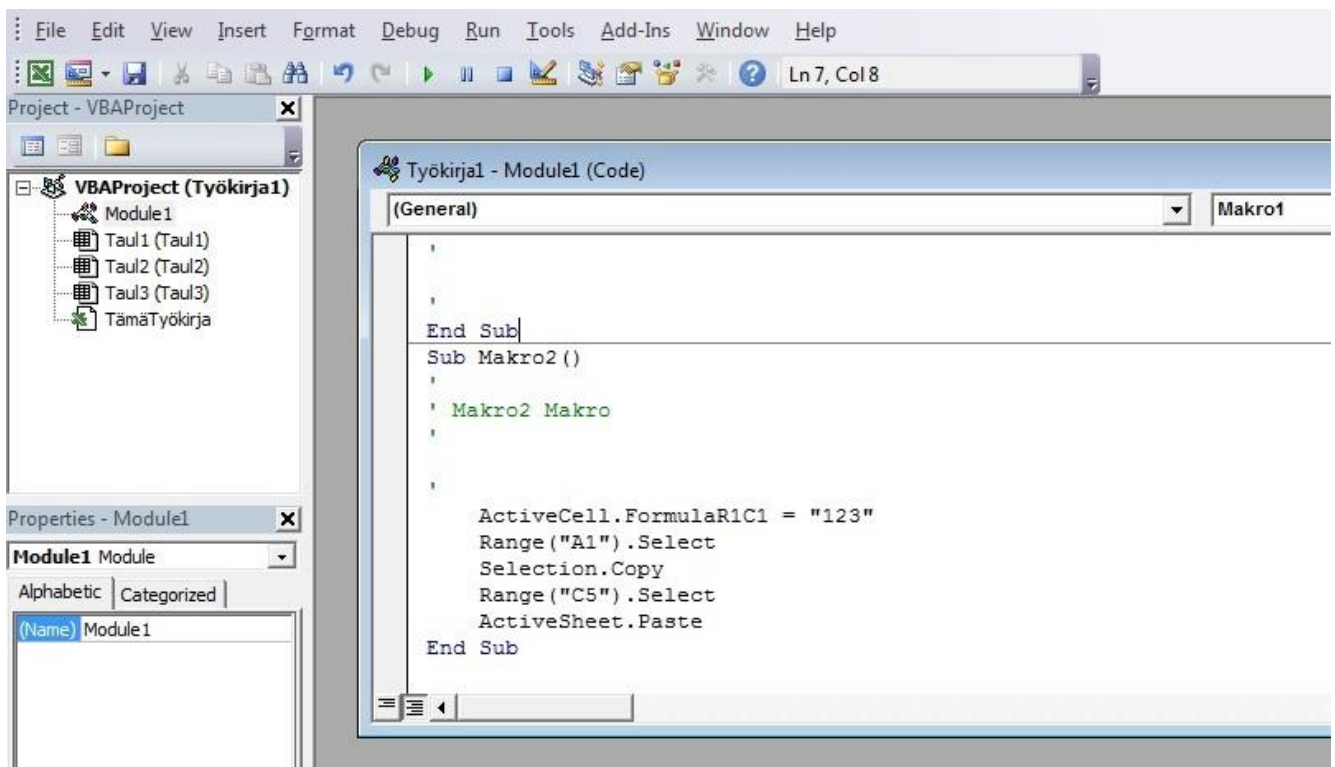 File Edit View Insert Format Debug Run Tools Add-Ins Window Help
Ln 7, Col 8
Project - VBAProject
VBAProject (Työkirja1)
Module1
Taul1 (Taul1)
Taul2 (Taul2)
Taul3 (Taul3)
TämäTyökirja
Properties - Module1
Module1 Module
Alphabetic Categorized
(Name) Module1
Työkirja1 - Module1 (Code)
(General) Makro1
'
'
End Sub
Sub Makro2()
'
' Makro2 Makro
'
'
ActiveCell.FormulaR1C1 = "123"
Range("A1").Select
Selection.Copy
Range("C5").Select
ActiveSheet.Paste
End Sub